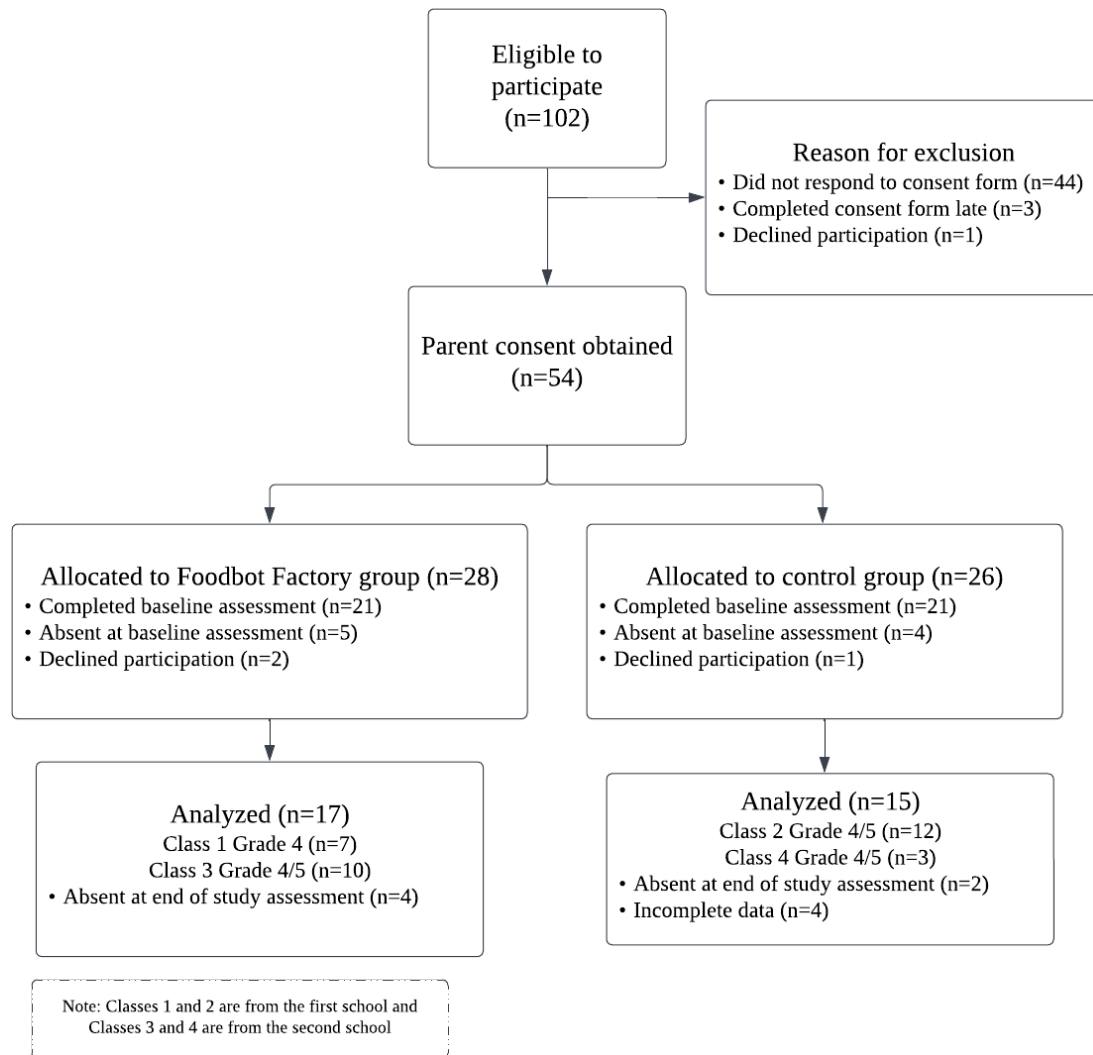 Eligible to
participate
(n=102)
Reason for exclusion
• Did not respond to consent form (n=44)
• Completed consent form late (n=3)
• Declined participation (n=1)
Parent consent obtained
(n=54)
Allocated to Foodbot Factory group (n=28)
• Completed baseline assessment (n=21)
• Absent at baseline assessment (n=5)
• Declined participation (n=2)
Allocated to control group (n=26)
• Completed baseline assessment (n=21)
• Absent at baseline assessment (n=4)
• Declined participation (n=1)
Analyzed (n=17)
Class 1 Grade 4 (n=7)
Class 3 Grade 4/5 (n=10)
• Absent at end of study assessment (n=4)
Analyzed (n=15)
Class 2 Grade 4/5 (n=12)
Class 4 Grade 4/5 (n=3)
• Absent at end of study assessment (n=2)
• Incomplete data (n=4)
Note: Classes 1 and 2 are from the first school and
Classes 3 and 4 are from the second school